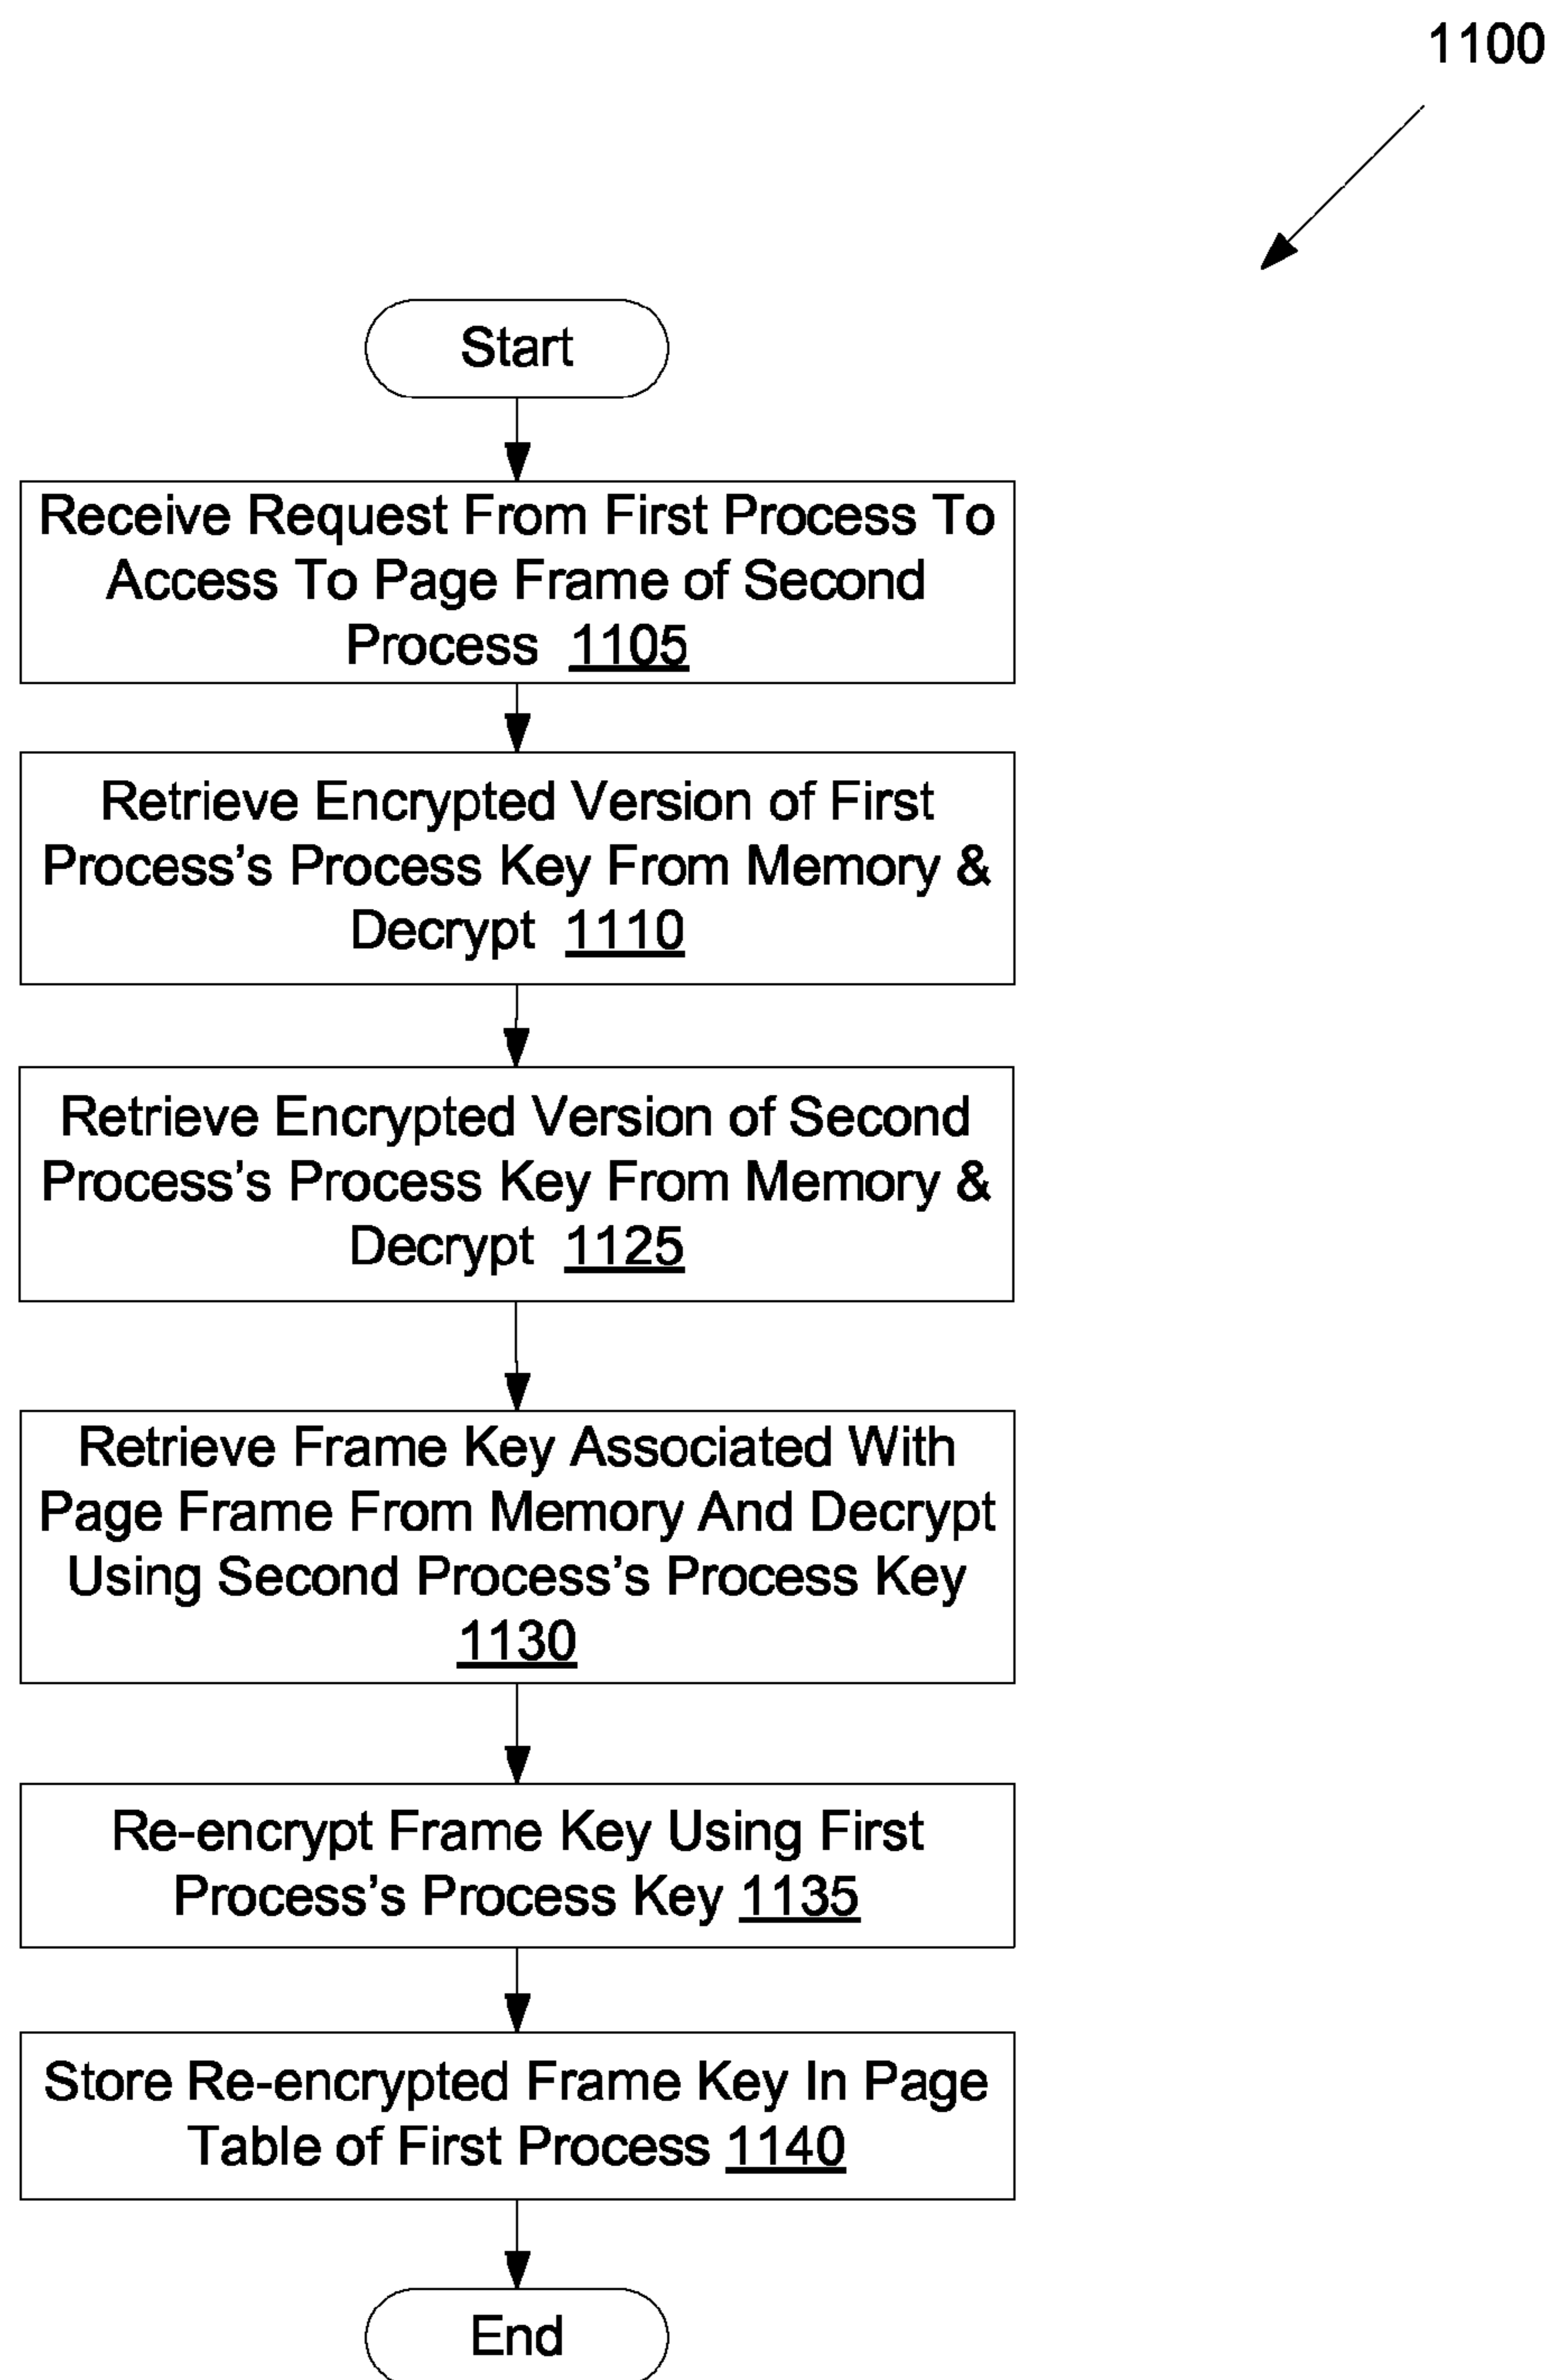 1100
Start
Receive Request From First Process To
Access To Page Frame of Second
Process 1105
Retrieve Encrypted Version of First
Process's Process Key From Memory &
Decrypt 1110
Retrieve Encrypted Version of Second
Process's Process Key From Memory &
Decrypt 1125
Retrieve Frame Key Associated With
Page Frame From Memory And Decrypt
Using Second Process's Process Key
1130
Re-encrypt Frame Key Using First
Process's Process Key 1135
Store Re-encrypted Frame Key In Page
Table of First Process 1140
End